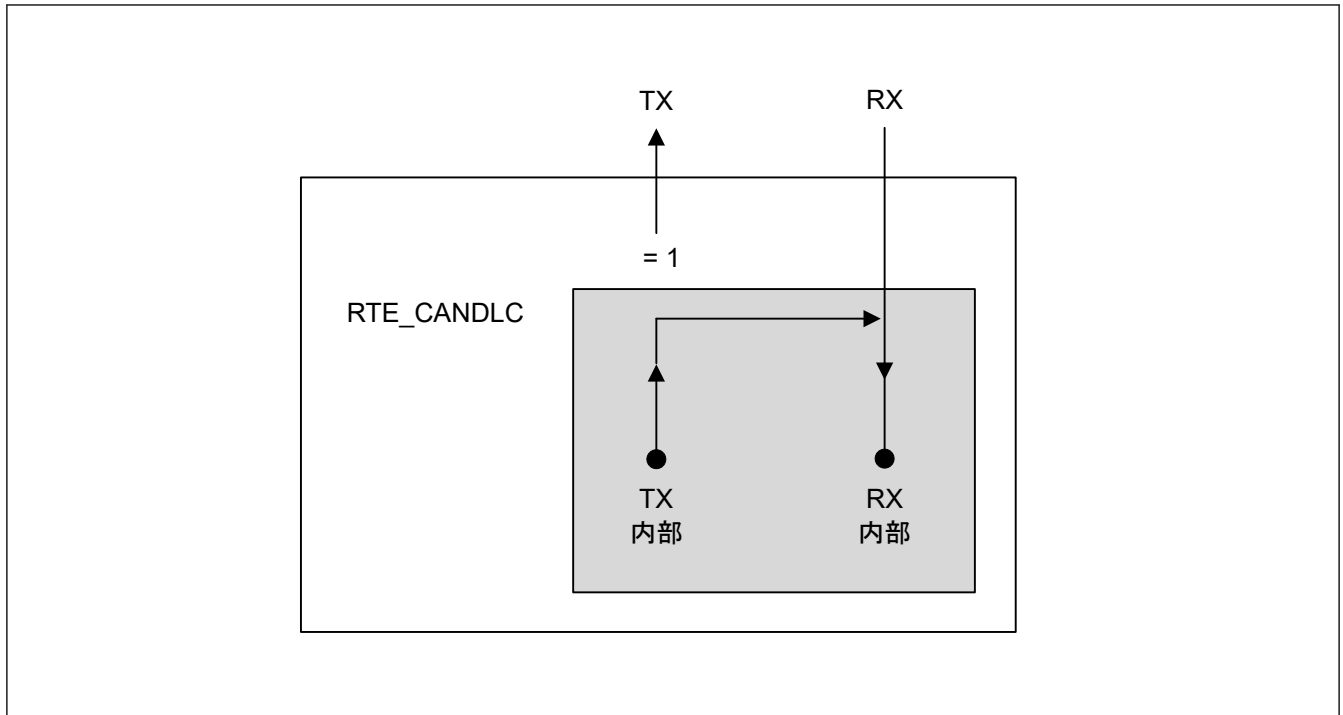 TX
RX
= 1
RTE_CANDLC
TX
内部
RX
内部